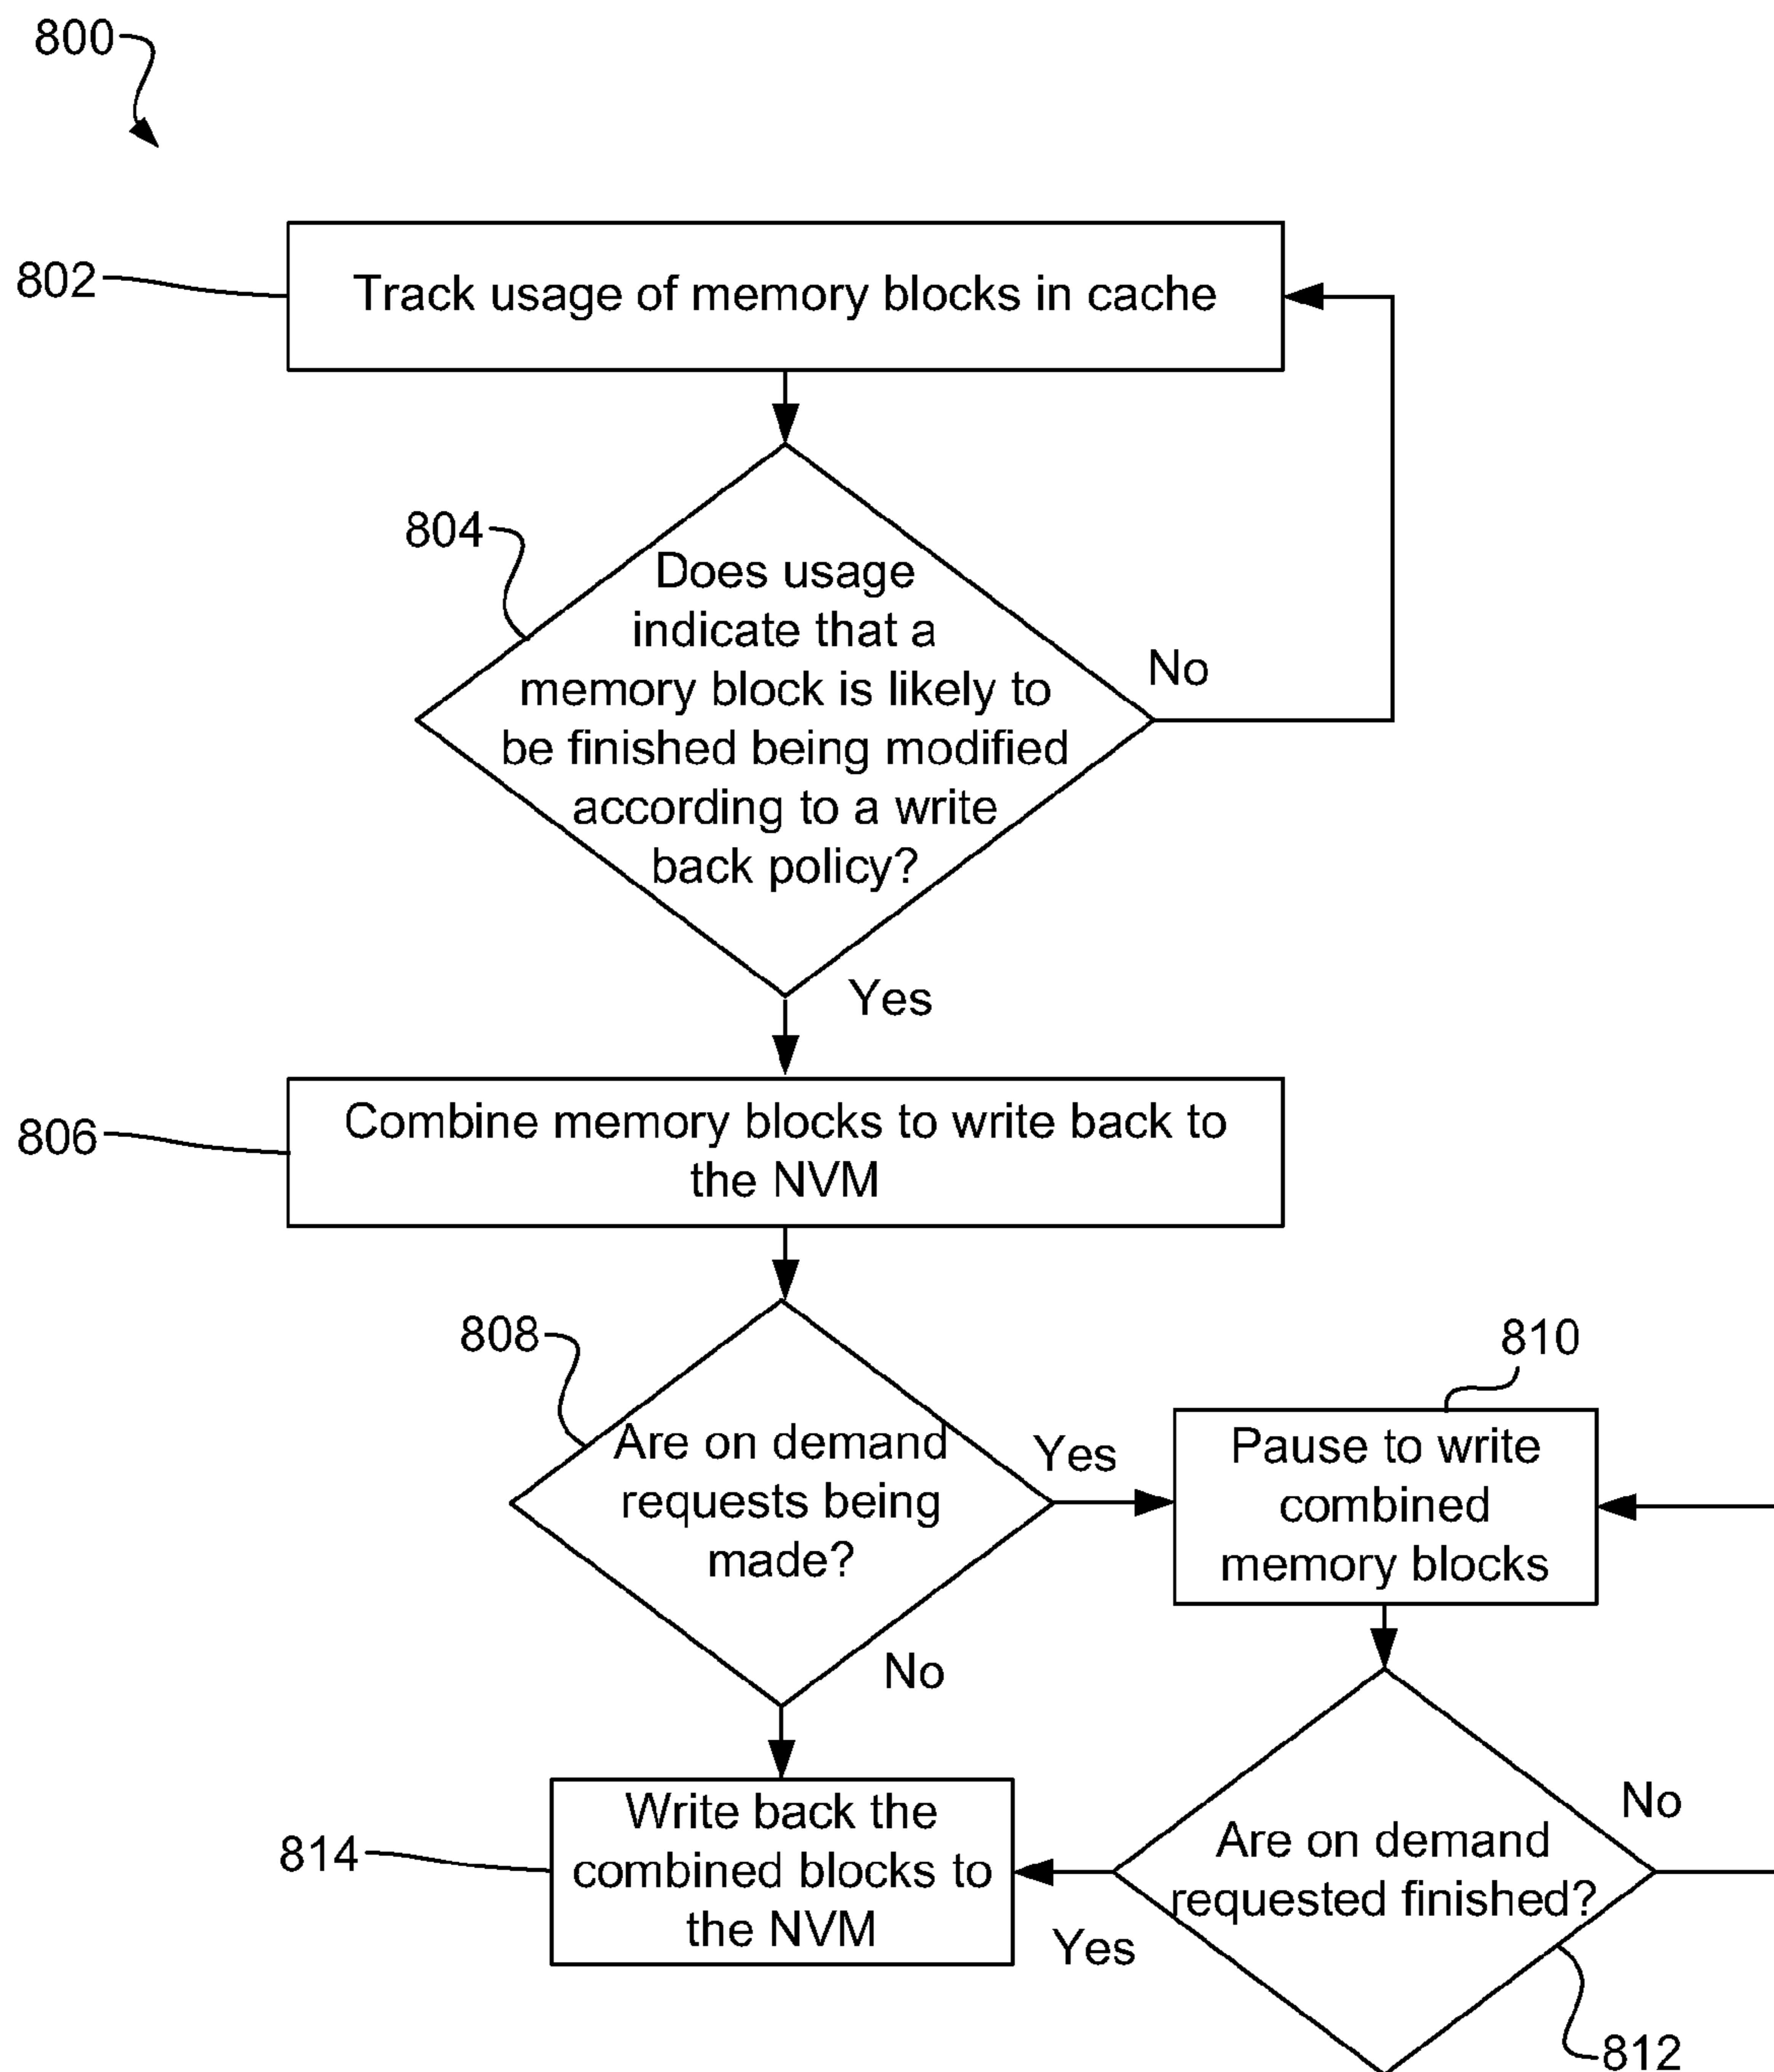 800
802
Track usage of memory blocks in cache
804
Does usage
indicate that a
memory block is likely to
be finished being modified
according to a write
back policy?
No
Yes
806
Combine memory blocks to write back to
the NVM
808
Are on demand
requests being
made?
Yes
No
810
Pause to write
combined
memory blocks
814
Write back the
combined blocks to
the NVM
Are on demand
requested finished?
No
Yes
812